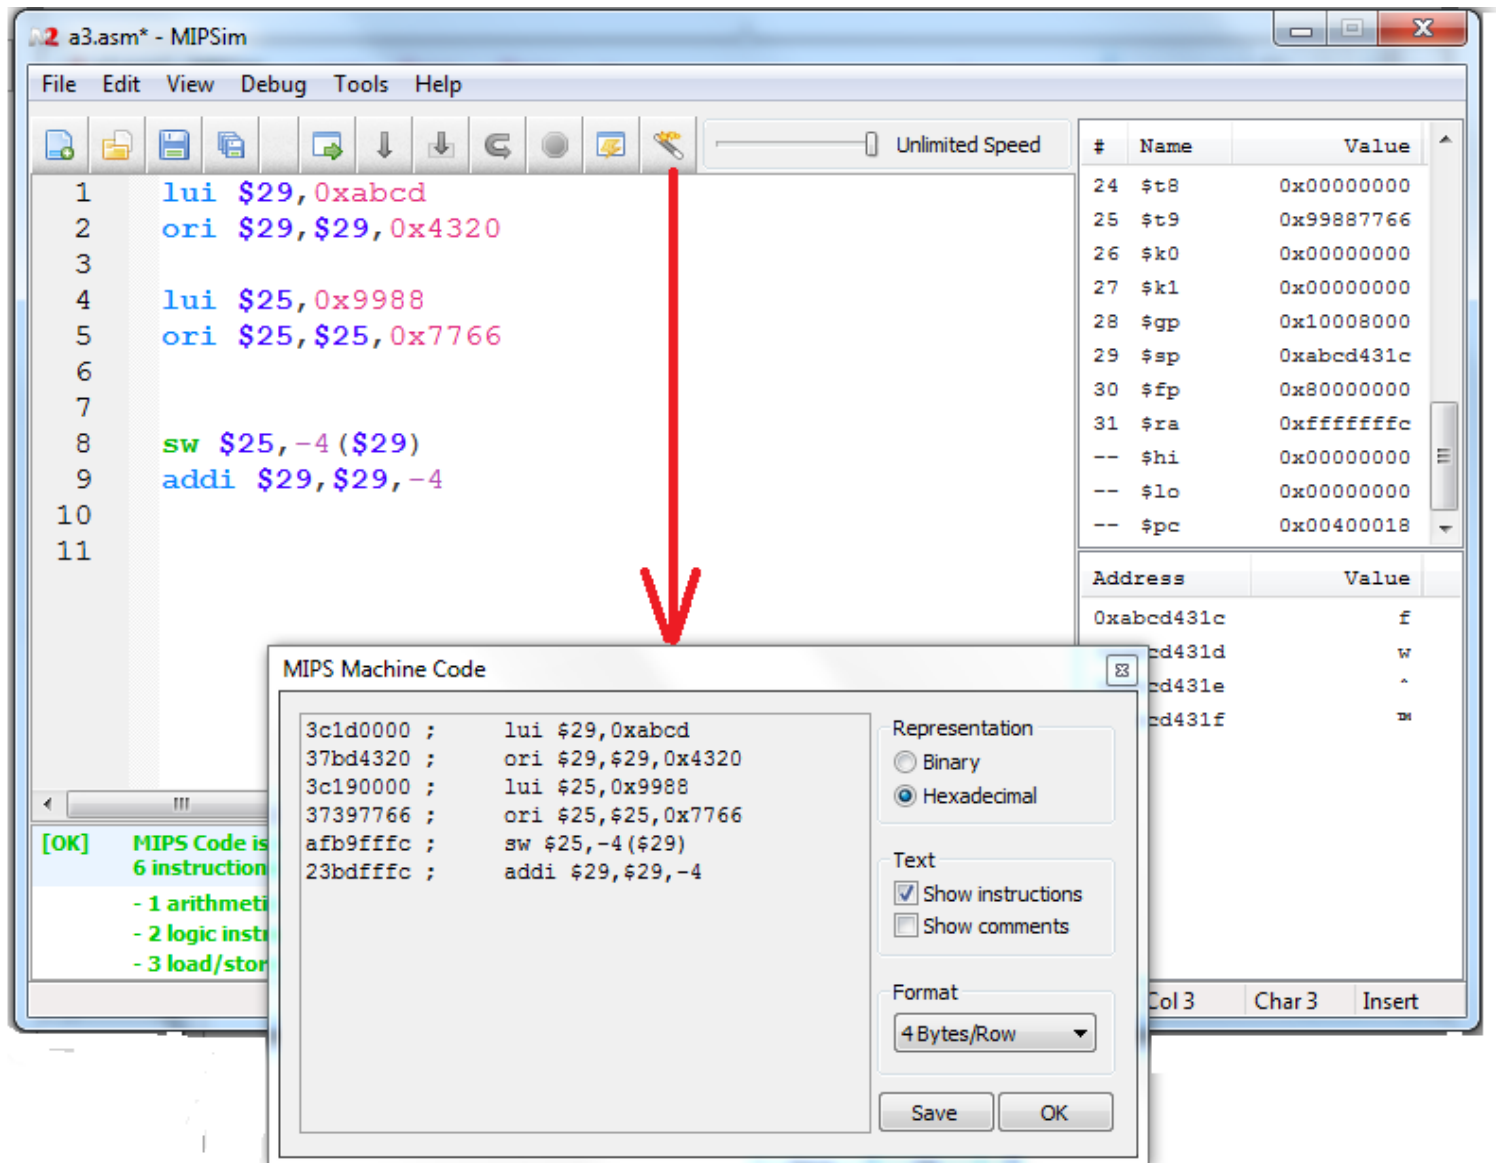 a3.asm* - MIPSim
File Edit View Debug Tools Help
Unlimited Speed
1 lui $29,0xabcd
2 ori $29,$29,0x4320
3
4 lui $25,0x9988
5 ori $25,$25,0x7766
6
7
8 sw $25,-4($29)
9 addi $29,$29,-4
10
11
# Name Value
24 $t8 0x00000000
25 $t9 0x99887766
26 $k0 0x00000000
27 $k1 0x00000000
28 $gp 0x10008000
29 $sp 0xabcd431c
30 $fp 0x80000000
31 $ra 0xfffffffc
-- $hi 0x00000000
-- $lo 0x00000000
-- $pc 0x00400018
Address Value
0xabcd431c f
cd431d w
cd431e ˆ
cd431f ™
[OK] MIPS Code is
6 instruction
- 1 arithmeti
- 2 logic instr
- 3 load/stor
MIPS Machine Code
3c1d0000 ; lui $29,0xabcd
37bd4320 ; ori $29,$29,0x4320
3c190000 ; lui $25,0x9988
37397766 ; ori $25,$25,0x7766
afb9fffc ; sw $25,-4($29)
23bdfffc ; addi $29,$29,-4
Representation
Binary
Hexadecimal
Text
Show instructions
Show comments
Format
4 Bytes/Row
Save OK
Col 3 Char 3 Insert